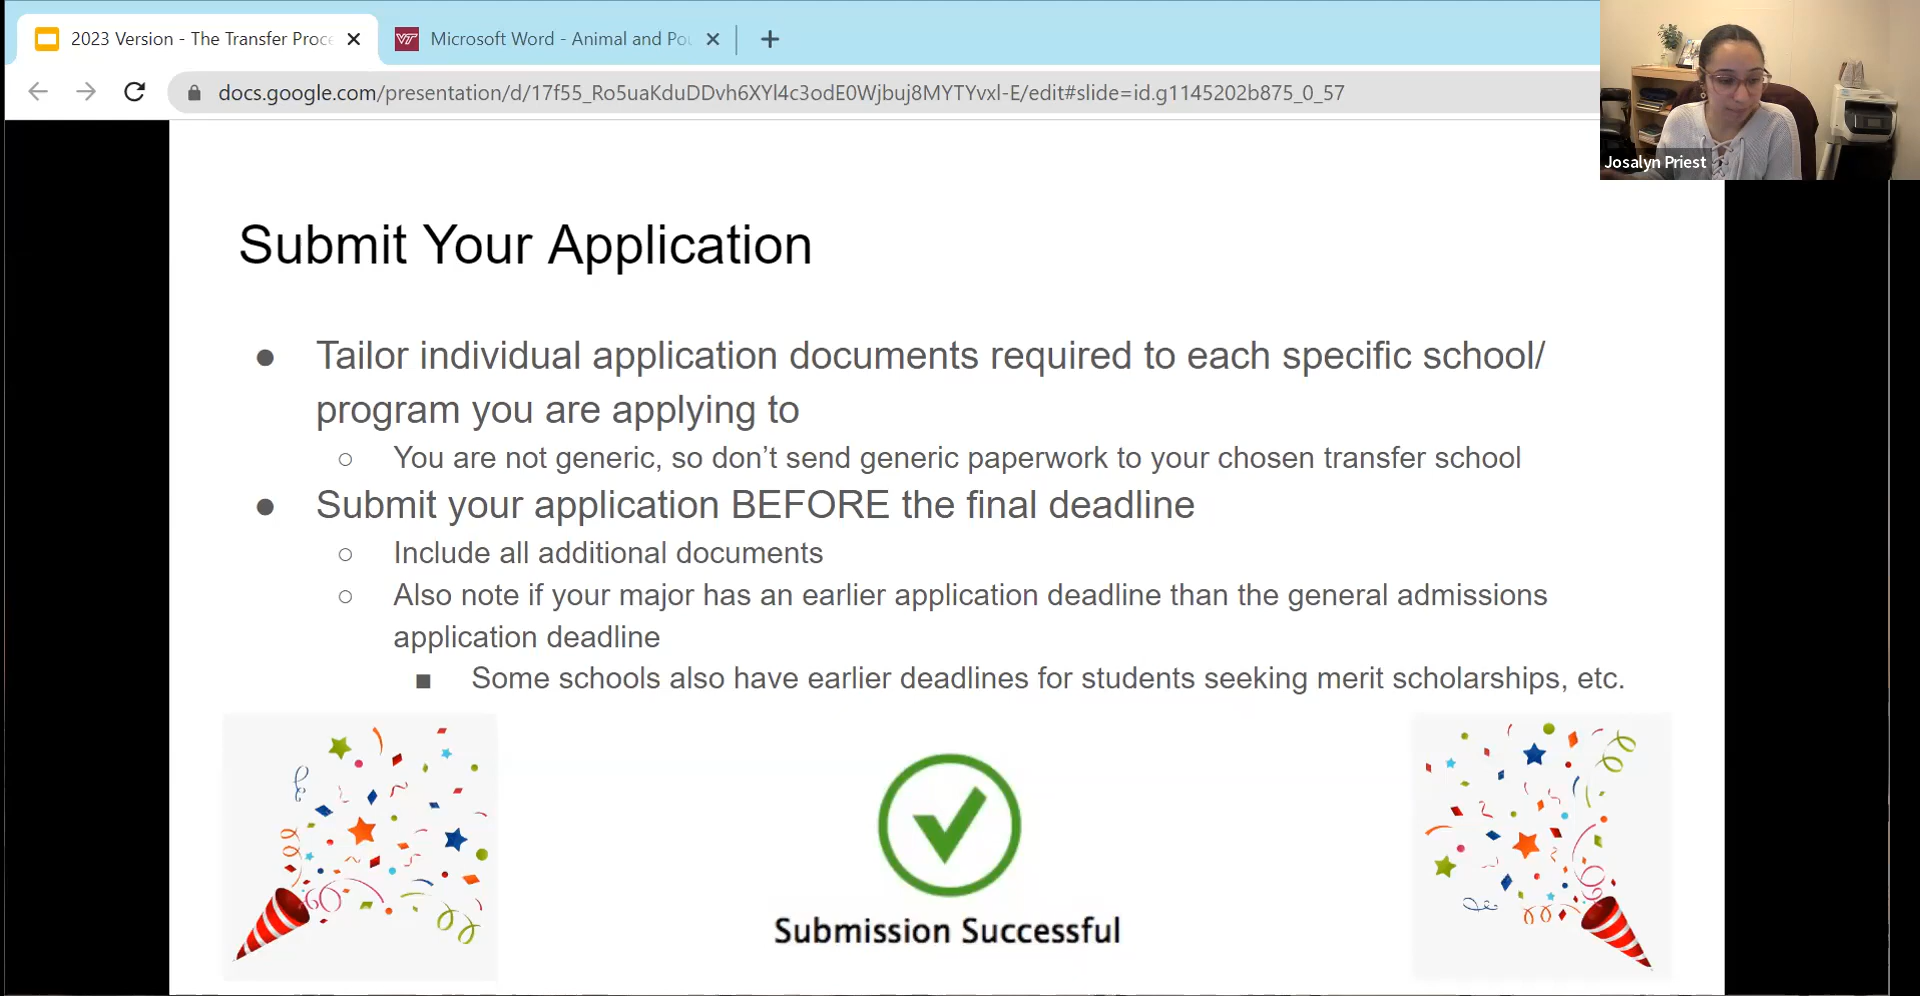 2023 Version - The Transfer Proc
Microsoft Word - Animal and Po
docs.google.com/presentation/d/17f55_Ro5uaKduDDvh6XYl4c3odE0Wjbuj8MYTYvxl-E/edit#slide=id.g1145202b875_0_57
Josalyn Priest
Submit Your Application
● Tailor individual application documents required to each specific school/
program you are applying to
○ You are not generic, so don’t send generic paperwork to your chosen transfer school
● Submit your application BEFORE the final deadline
○ Include all additional documents
○ Also note if your major has an earlier application deadline than the general admissions
application deadline
■ Some schools also have earlier deadlines for students seeking merit scholarships, etc.
Submission Successful